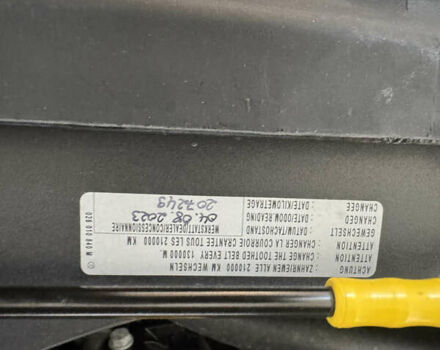 ACHTUNG : ZAHNRIEMEN ALLE 210000 KM WECHSELN
ATTENTION : CHANGE THE TOOTHED BELT EVERY 130000 M
ATTENTION : CHANGER LA COURROIE CRANTEE TOUS LES 210000 KM
GEWECHSELT : DATUM/TACHOSTAND WERKSTATT/DEALER/CONCESSIONNAIRE
CHANGED : DATE/ODOM READING 04. 08. 2023
CHANGEE : DATE/KILOMETRAGE 207249
028 010 840 M